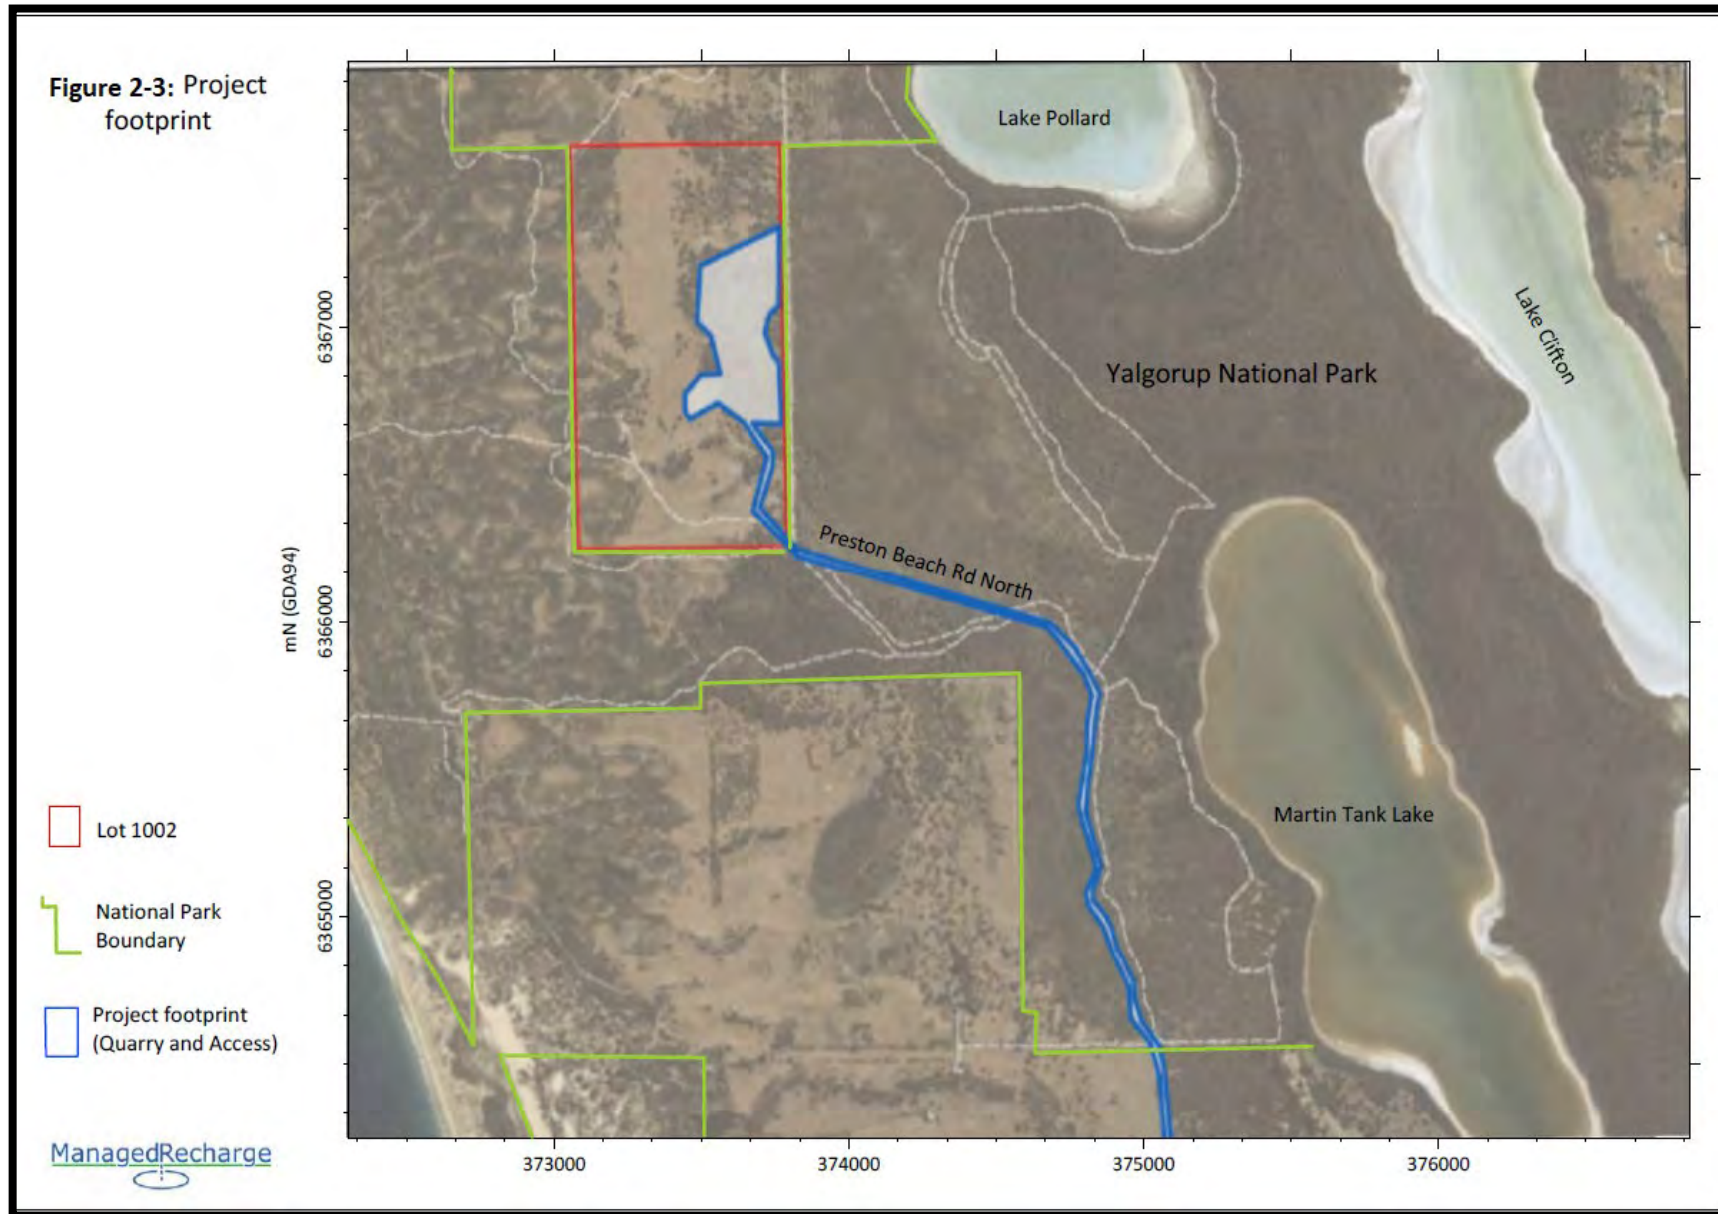 Figure 2-3: Project
footprint
Lake Pollard
Lake Clifton
Yalgorup National Park
Preston Beach Rd North
Martin Tank Lake
6367000
6366000
6365000
mN (GDA94)
Lot 1002
National Park
Boundary
Project footprint
(Quarry and Access)
ManagedRecharge
373000
374000
375000
376000